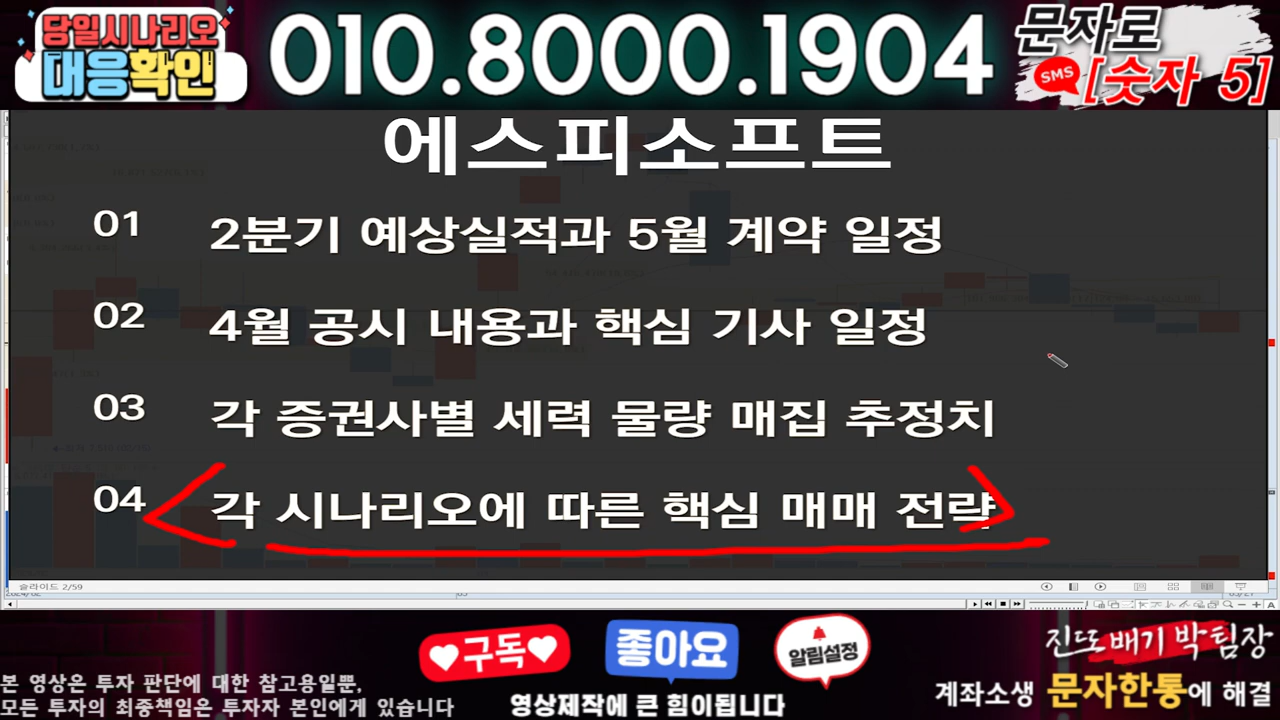 당일시나리오
대응확인
010.8000.1904
문자로
SMS
[숫자 5]
에스피소프트
01 2분기 예상실적과 5월 계약 일정
02 4월 공시 내용과 핵심 기사 일정
03 각 증권사별 세력 물량 매집 추정치
04 각 시나리오에 따른 핵심 매매 전략
슬라이드 2/59
구독
좋아요
알림설정
진또배기 박팀장
본 영상은 투자 판단에 대한 참고용일뿐,
모든 투자의 최종책임은 투자자 본인에게 있습니다
영상제작에 큰 힘이됩니다
계좌소생 문자한통에 해결